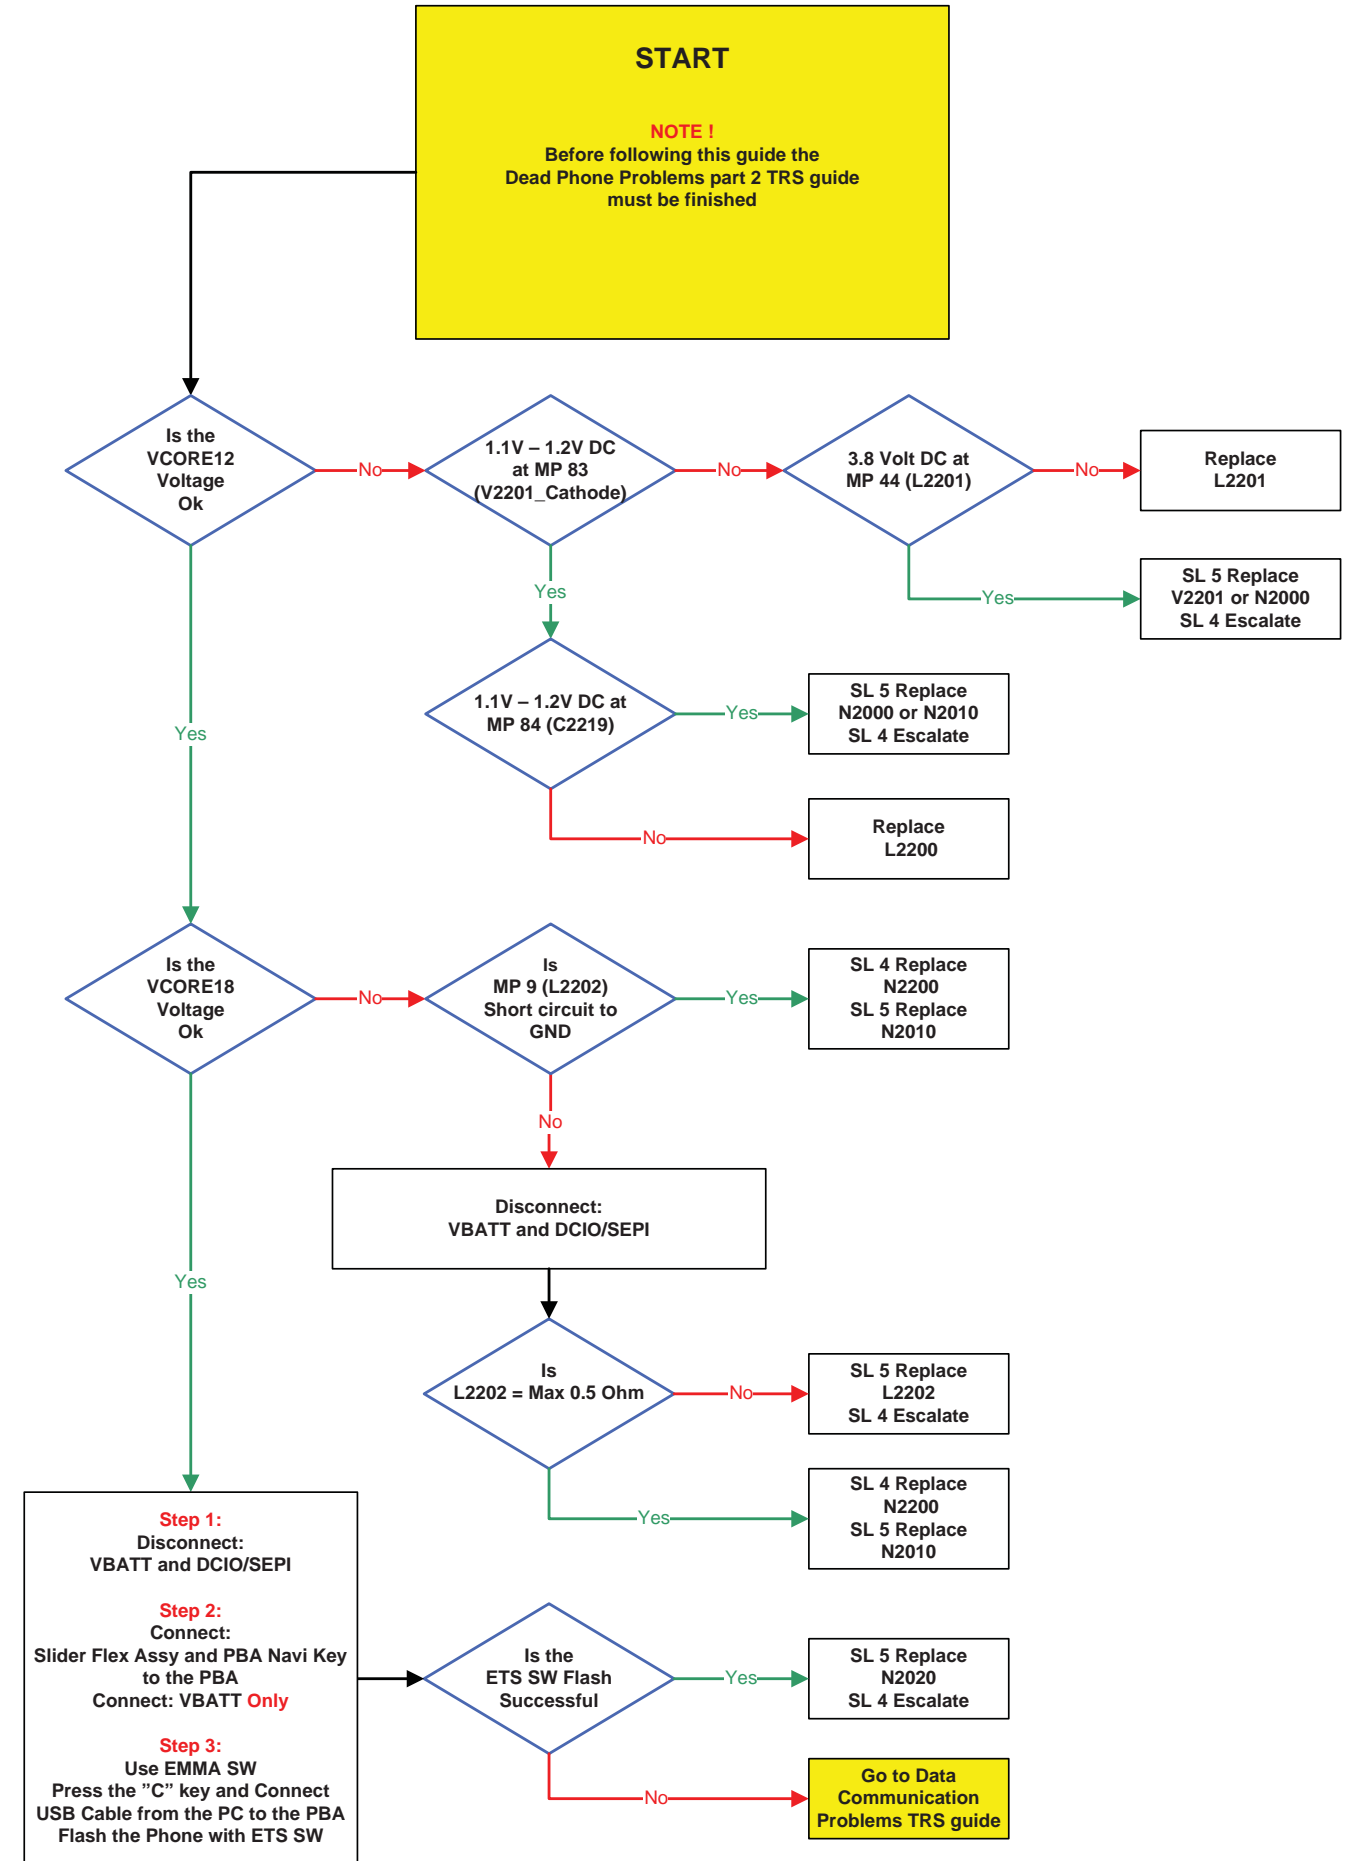 START
NOTE !
Before following this guide the
Dead Phone Problems part 2 TRS guide
must be finished
Is the
VCORE12
Voltage
Ok
No
1.1V – 1.2V DC
at MP 83
(V2201_Cathode)
No
3.8 Volt DC at
MP 44 (L2201)
No
Replace
L2201
Yes
SL 5 Replace
V2201 or N2000
SL 4 Escalate
Yes
1.1V – 1.2V DC at
MP 84 (C2219)
Yes
SL 5 Replace
N2000 or N2010
SL 4 Escalate
No
Replace
L2200
Yes
Is the
VCORE18
Voltage
Ok
No
Is
MP 9 (L2202)
Short circuit to
GND
Yes
SL 4 Replace
N2200
SL 5 Replace
N2010
No
Disconnect:
VBATT and DCIO/SEPI
Is
L2202 = Max 0.5 Ohm
No
SL 5 Replace
L2202
SL 4 Escalate
Yes
SL 4 Replace
N2200
SL 5 Replace
N2010
Yes
Step 1:
Disconnect:
VBATT and DCIO/SEPI
Step 2:
Connect:
Slider Flex Assy and PBA Navi Key
to the PBA
Connect: VBATT Only
Step 3:
Use EMMA SW
Press the ”C” key and Connect
USB Cable from the PC to the PBA
Flash the Phone with ETS SW
Is the
ETS SW Flash
Successful
Yes
SL 5 Replace
N2020
SL 4 Escalate
No
Go to Data
Communication
Problems TRS guide